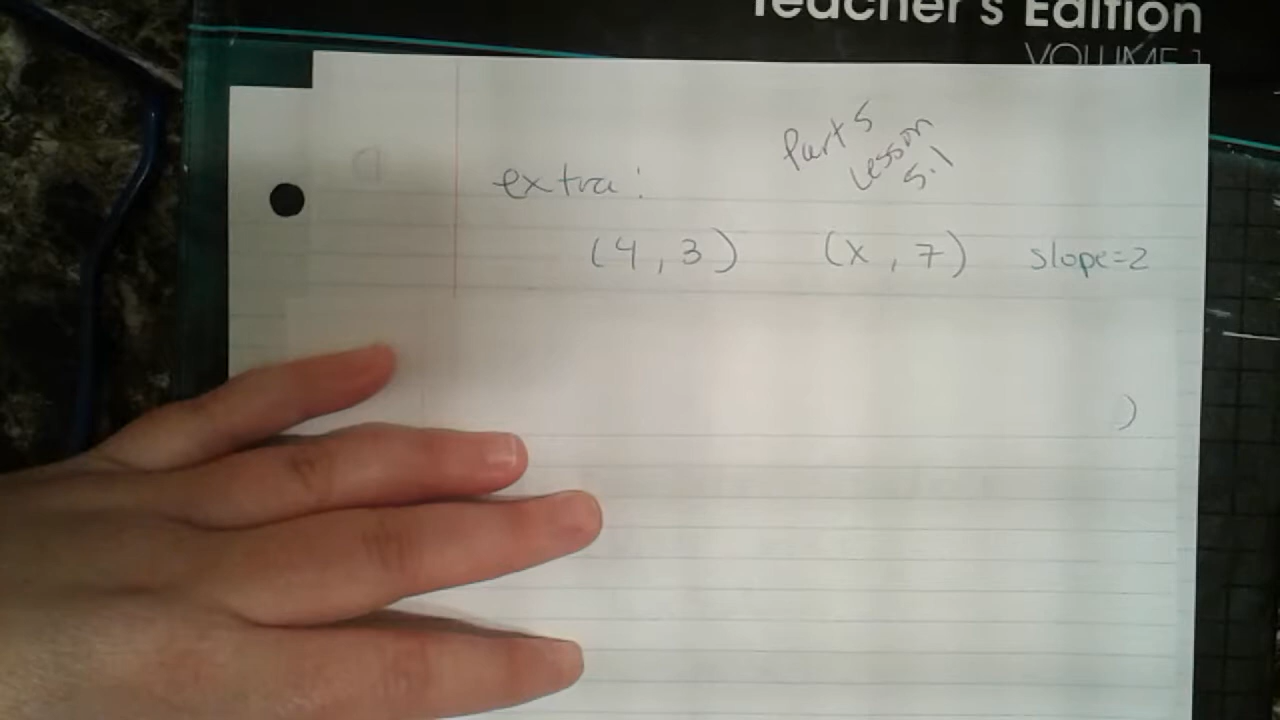 Teacher's Edition
VOLUME 1
Part 5
Lesson
5.1
extra:
(4,3) (x,7) slope=2
)